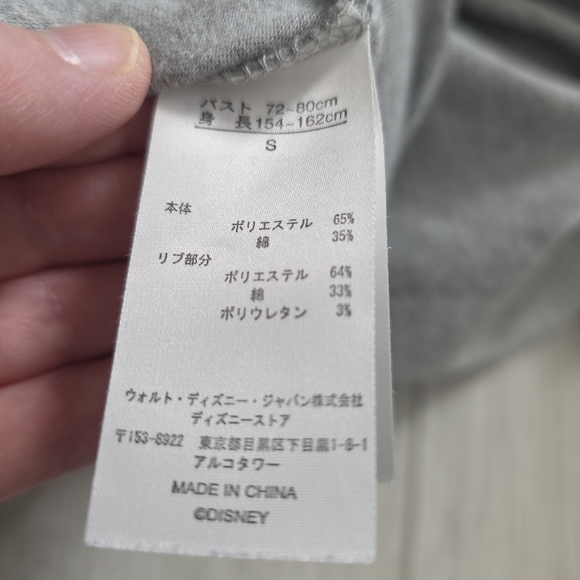 バスト 72~80cm
身 長 154~162cm
S
本体
ポリエステル 65%
綿 35%
リブ部分
ポリエステル 64%
綿 33%
ポリウレタン 3%
ウォルト・ディズニー・ジャパン株式会社
ディズニーストア
〒153-8922 東京都目黒区下目黒1-8-1
アルコタワー
MADE IN CHINA
©DISNEY